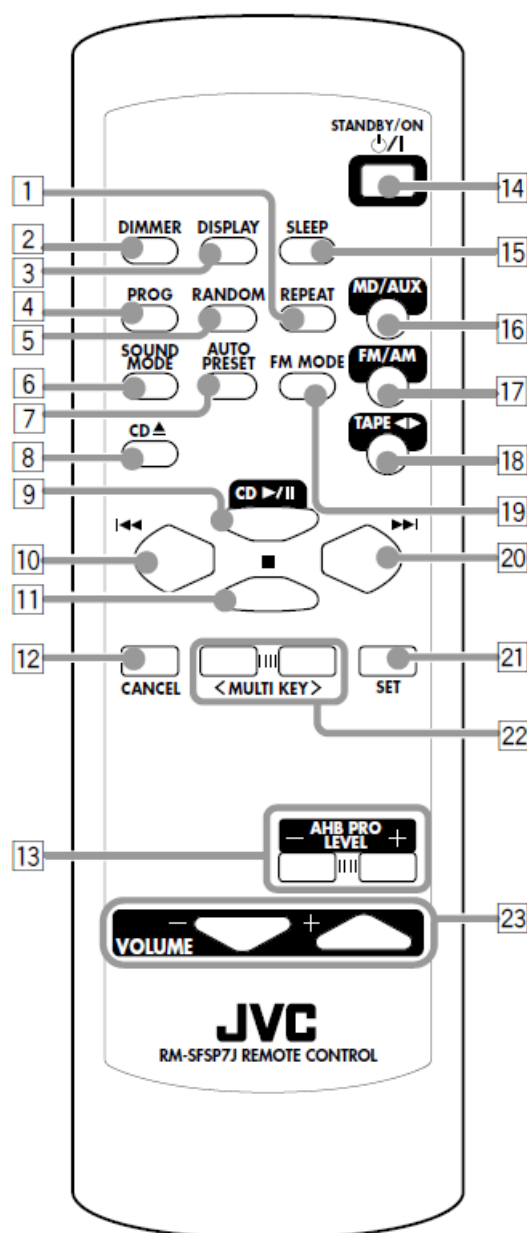 STANDBY/ON
⏻/I
1
14
2
DIMMER
DISPLAY
SLEEP
3
15
4
PROG
RANDOM
REPEAT
MD/AUX
5
16
6
SOUND
MODE
AUTO
PRESET
FM MODE
FM/AM
7
17
8
CD ⏏
TAPE ◀▶
18
9
CD ▶/II
19
|◀◀
▶▶|
10
■
20
11
12
21
CANCEL
< MULTI KEY >
SET
22
13
– AHB PRO +
LEVEL
VOLUME – +
23
JVC
RM-SFSP7J REMOTE CONTROL